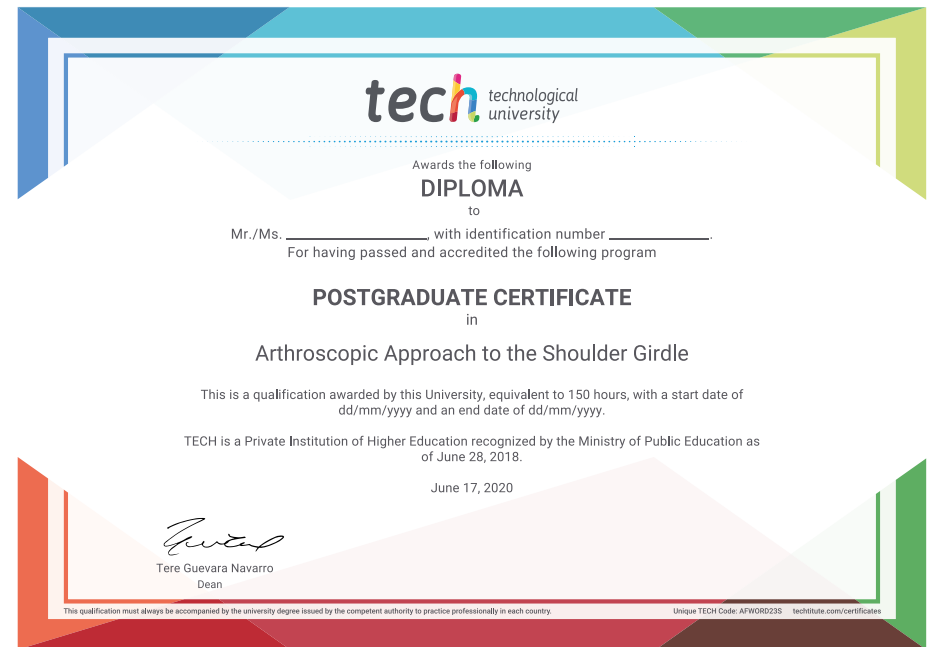 tech technological
university
Awards the following
DIPLOMA
to
Mr./Ms. ____________________, with identification number ______________.
For having passed and accredited the following program
POSTGRADUATE CERTIFICATE
in
Arthroscopic Approach to the Shoulder Girdle
This is a qualification awarded by this University, equivalent to 150 hours, with a start date of
dd/mm/yyyy and an end date of dd/mm/yyyy.
TECH is a Private Institution of Higher Education recognized by the Ministry of Public Education as
of June 28, 2018.
June 17, 2020
Tere Guevara Navarro
Dean
This qualification must always be accompanied by the university degree issued by the competent authority to practice professionally in each country.
Unique TECH Code: AFWORD23S techtitute.com/certificates